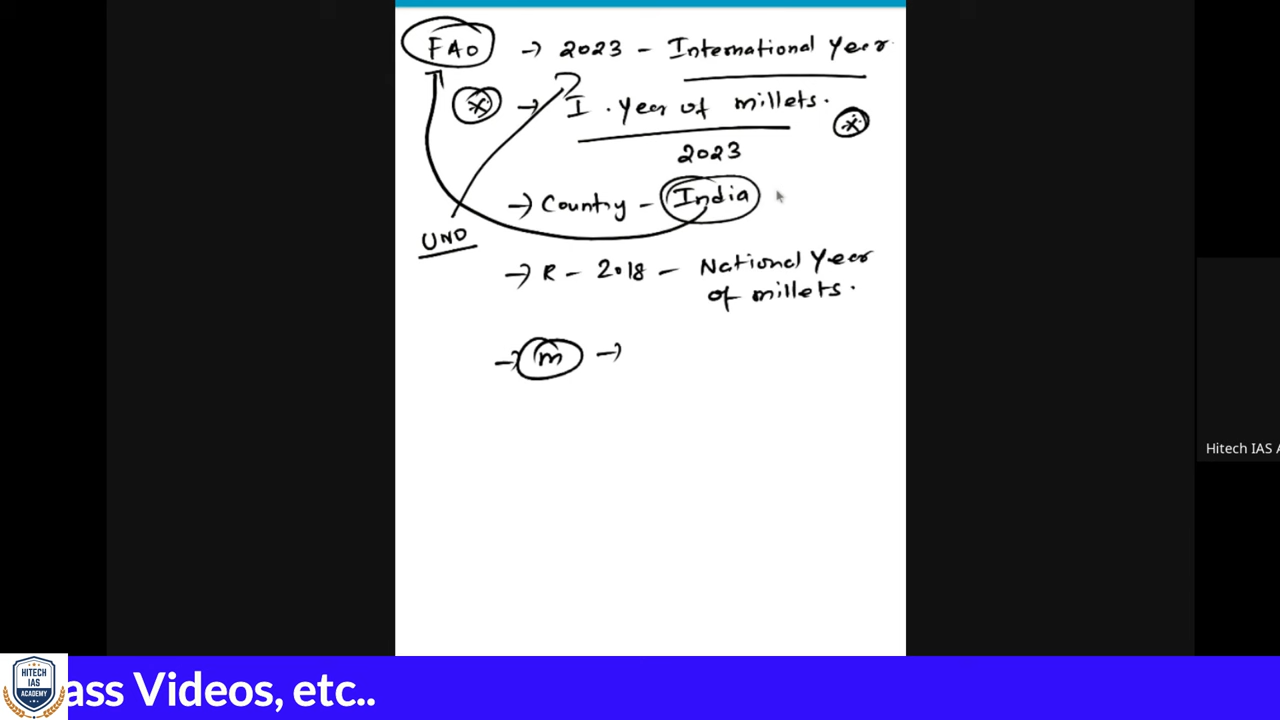 FAO → 2023 - International Year
→ I. Year of millets.
2023
→ Country - India
UNO
→ R - 2018 - National Year
of millets.
→ m →
Hitech IAS A
HITECH
IAS
ACADEMY
ass Videos, etc..